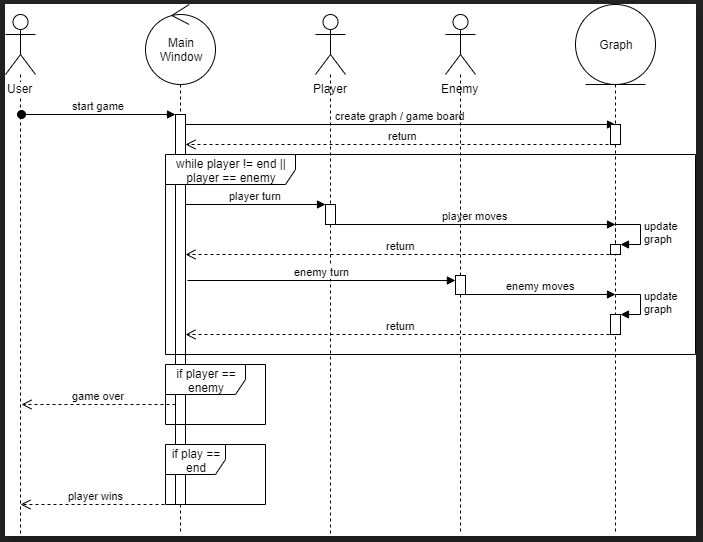 Main
Window
Graph
User
Player
Enemy
start game
create graph / game board
return
while player != end ||
player == enemy
player turn
player moves
update
graph
return
enemy turn
enemy moves
update
graph
return
if player ==
enemy
game over
if play ==
end
player wins